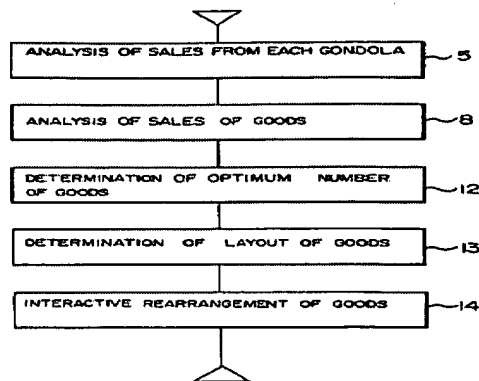 ANALYSIS OF SALES FROM EACH GONDOLA 5
ANALYSIS OF SALES OF GOODS 8
DETERMINATION OF OPTIMUM NUMBER
OF GOODS 12
DETERMINATION OF LAYOUT OF GOODS 13
INTERACTIVE REARRANGEMENT OF GOODS 14